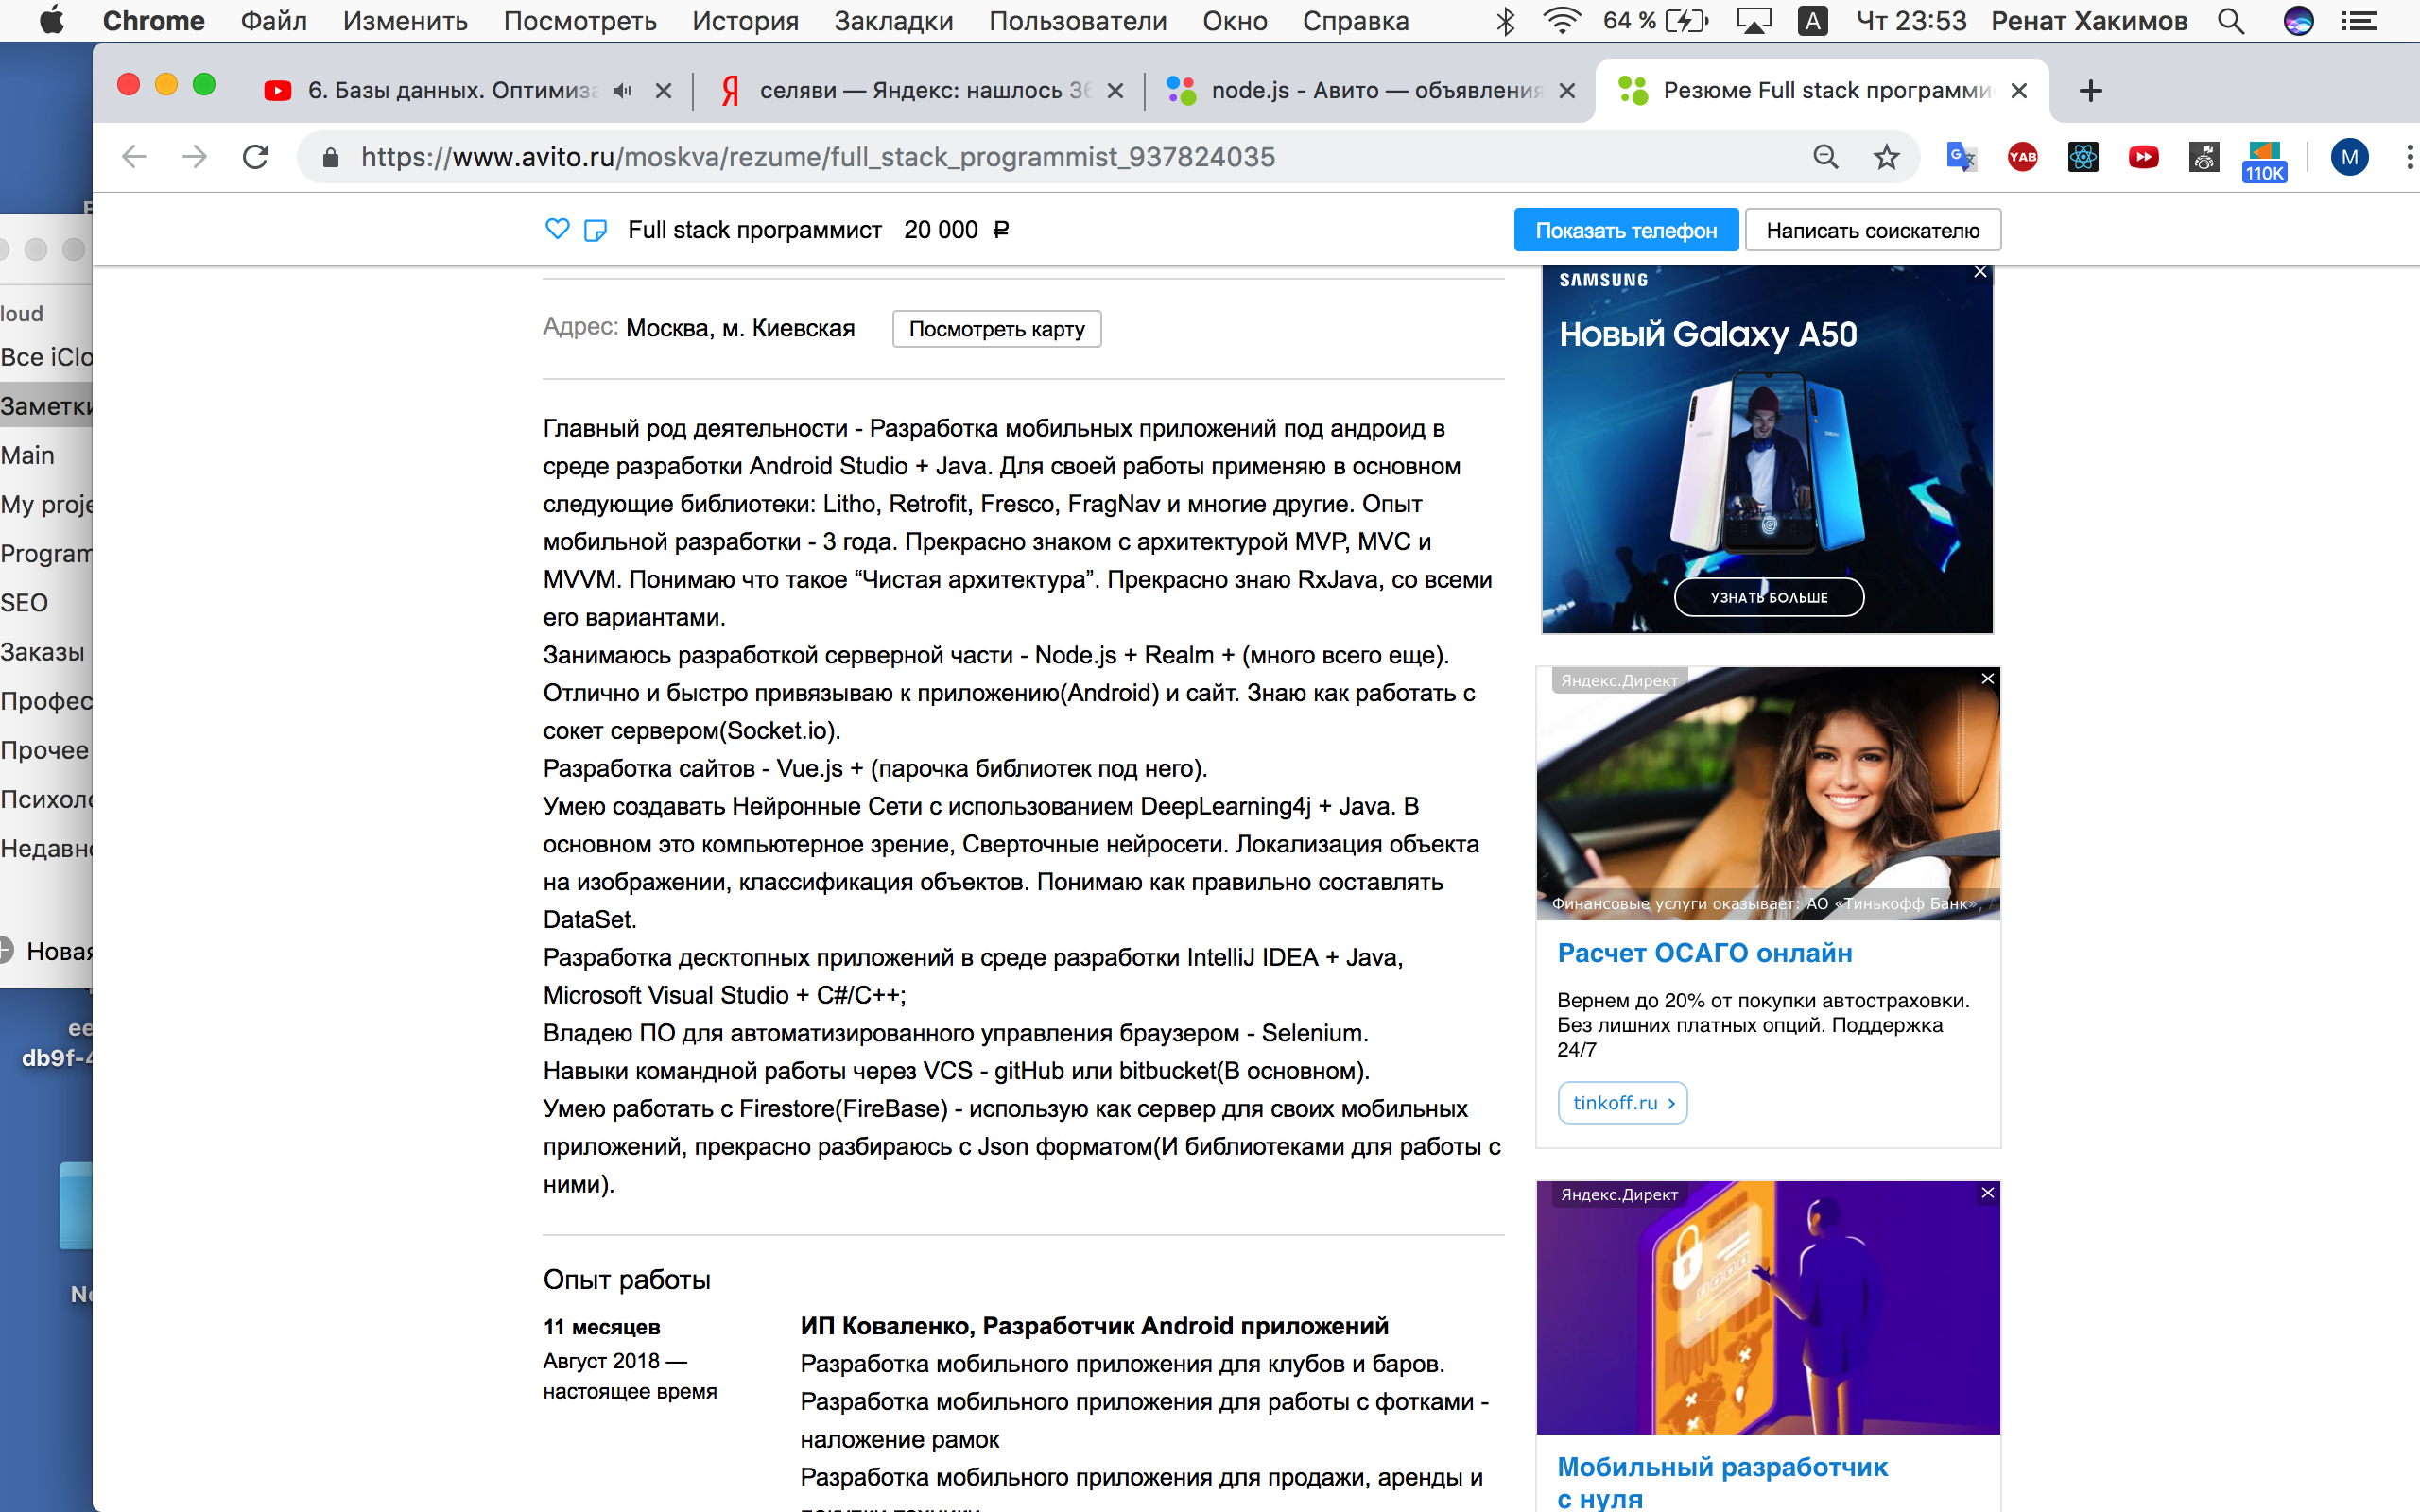 Chrome Файл Изменить Посмотреть История Закладки Пользователи Окно Справка 64 % A Чт 23:53 Ренат Хакимов
6. Базы данных. Оптимиз
селяви — Яндекс: нашлось 36
node.js - Авито — объявления
Резюме Full stack программи
https://www.avito.ru/moskva/rezume/full_stack_programmist_937824035
YAB
110K
M
Full stack программист 20 000 ₽
Показать телефон
Написать соискателю
loud
Все iClo
Заметки
Main
My proje
Program
SEO
Заказы
Профес
Прочее
Психоло
Недавно
Новая
ee
db9f-4
Адрес: Москва, м. Киевская
Посмотреть карту
Главный род деятельности - Разработка мобильных приложений под андроид в
среде разработки Android Studio + Java. Для своей работы применяю в основном
следующие библиотеки: Litho, Retrofit, Fresco, FragNav и многие другие. Опыт
мобильной разработки - 3 года. Прекрасно знаком с архитектурой MVP, MVC и
MVVM. Понимаю что такое “Чистая архитектура”. Прекрасно знаю RxJava, со всеми
его вариантами.
Занимаюсь разработкой серверной части - Node.js + Realm + (много всего еще).
Отлично и быстро привязываю к приложению(Android) и сайт. Знаю как работать с
сокет сервером(Socket.io).
Разработка сайтов - Vue.js + (парочка библиотек под него).
Умею создавать Нейронные Сети с использованием DeepLearning4j + Java. В
основном это компьютерное зрение, Сверточные нейросети. Локализация объекта
на изображении, классификация объектов. Понимаю как правильно составлять
DataSet.
Разработка десктопных приложений в среде разработки IntelliJ IDEA + Java,
Microsoft Visual Studio + C#/C++;
Владею ПО для автоматизированного управления браузером - Selenium.
Навыки командной работы через VCS - gitHub или bitbucket(В основном).
Умею работать с Firestore(FireBase) - использую как сервер для своих мобильных
приложений, прекрасно разбираюсь с Json форматом(И библиотеками для работы с
ними).
Опыт работы
11 месяцев
Август 2018 —
настоящее время
ИП Коваленко, Разработчик Android приложений
Разработка мобильного приложения для клубов и баров.
Разработка мобильного приложения для работы с фотками -
наложение рамок
Разработка мобильного приложения для продажи, аренды и
SAMSUNG
Новый Galaxy A50
УЗНАТЬ БОЛЬШЕ
Яндекс.Директ
Финансовые услуги оказывает: АО «Тинькофф Банк»,
Расчет ОСАГО онлайн
Вернем до 20% от покупки автостраховки.
Без лишних платных опций. Поддержка
24/7
tinkoff.ru
Яндекс.Директ
Мобильный разработчик
с нуля